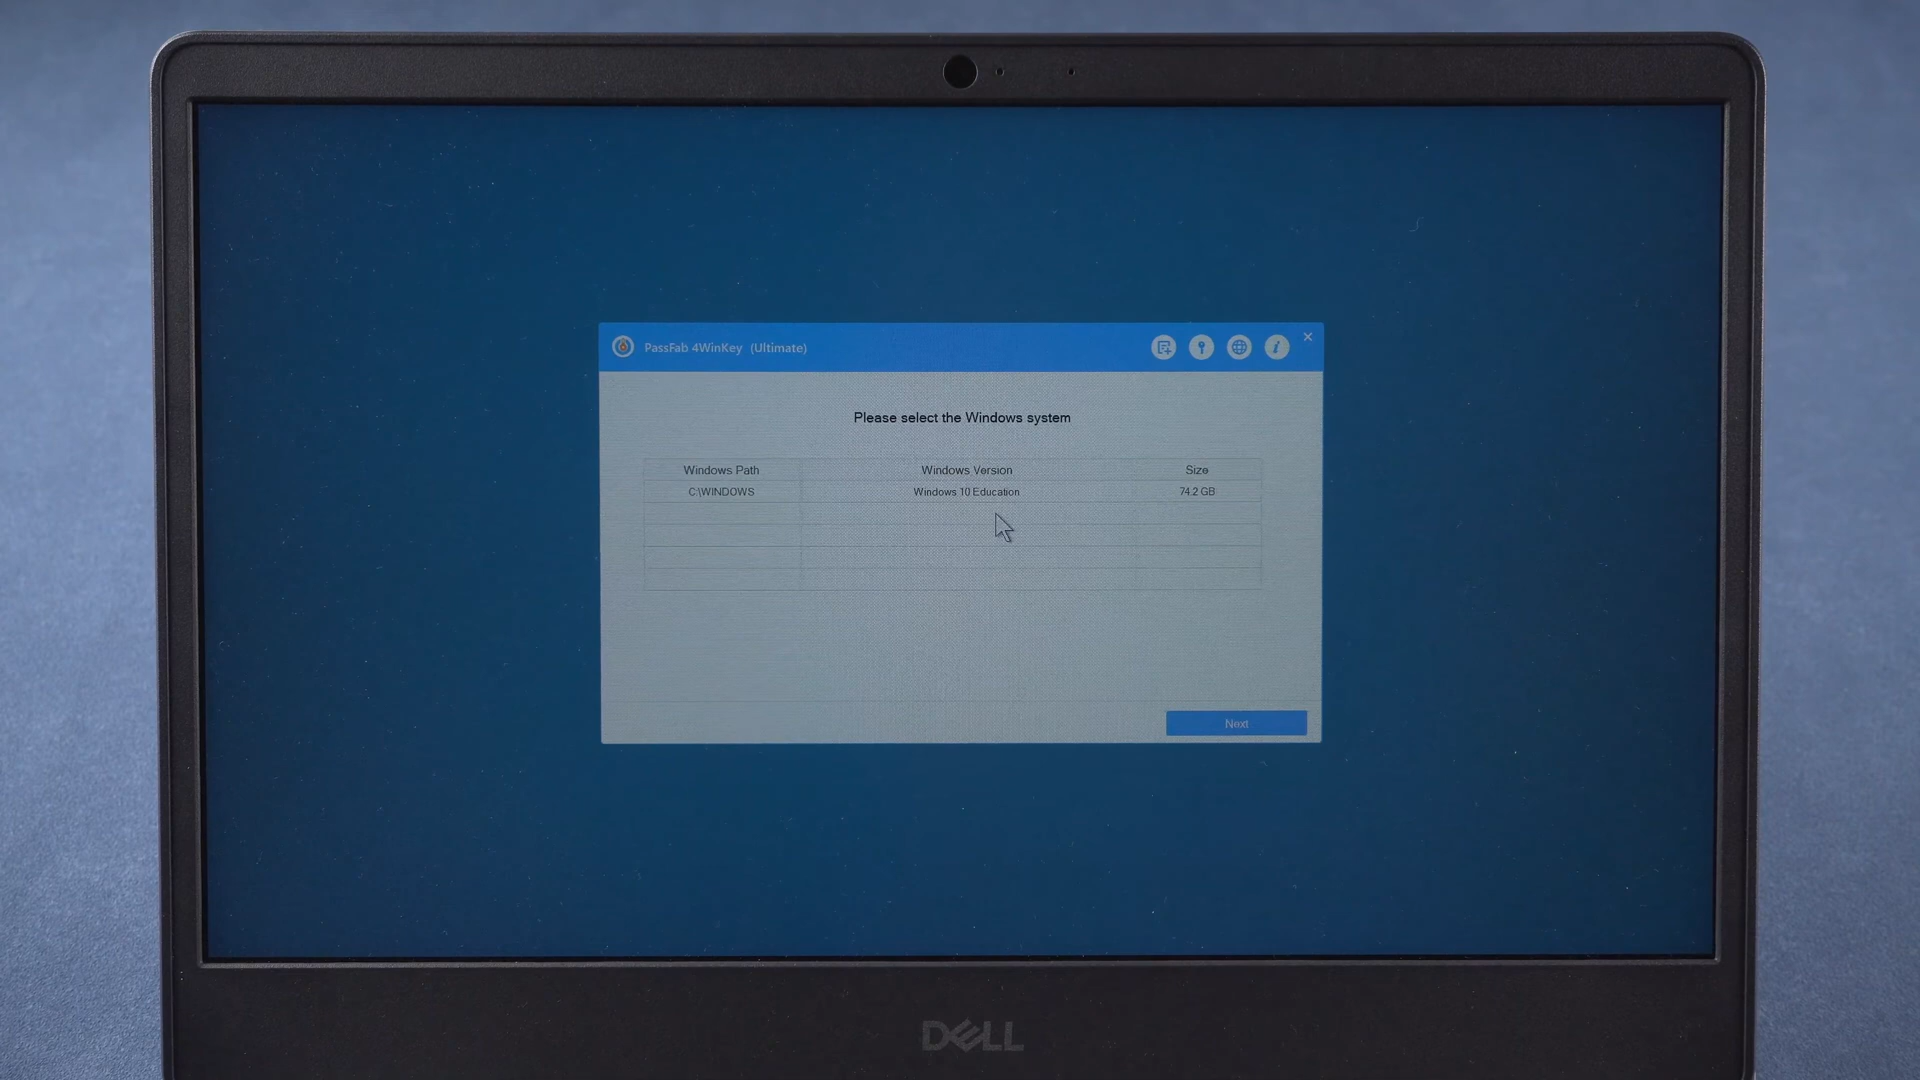 PassFab 4WinKey (Ultimate)
Please select the Windows system
Windows Path Windows Version Size
C:\WINDOWS Windows 10 Education 74.2 GB
Next
DELL